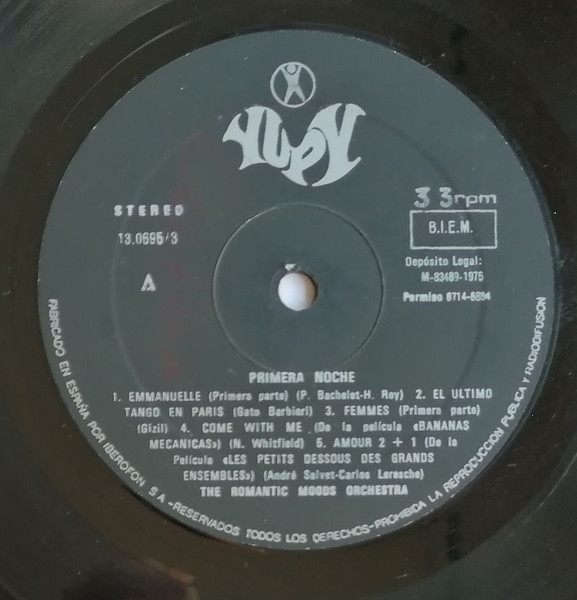 YUPY
STEREO
33rpm
13.0695/3
B.I.E.M.
Depósito Legal:
M-83489-1975
A
Permiso 6714-8894
PRIMERA NOCHE
1. EMMANUELLE (Primera parte) (P. Bachelet-H. Roy) 2. EL ULTIMO
TANGO EN PARIS (Gato Barbieri) 3. FEMMES (Primera parte)
(Gizil) 4. COME WITH ME (De la película «BANANAS
MECANICAS») (N. Whitfield) 5. AMOUR 2 + 1 (De la
Película «LES PETITS DESSOUS DES GRANDS
ENSEMBLES») (André Salvet-Carlos Leresche)
THE ROMANTIC MOODS ORCHESTRA
FABRICADO EN ESPAÑA POR IBEROFON S A -RESERVADOS TODOS LOS DERECHOS-PROHIBIDA LA REPRODUCCION PUBLICA Y RADIODIFUSION